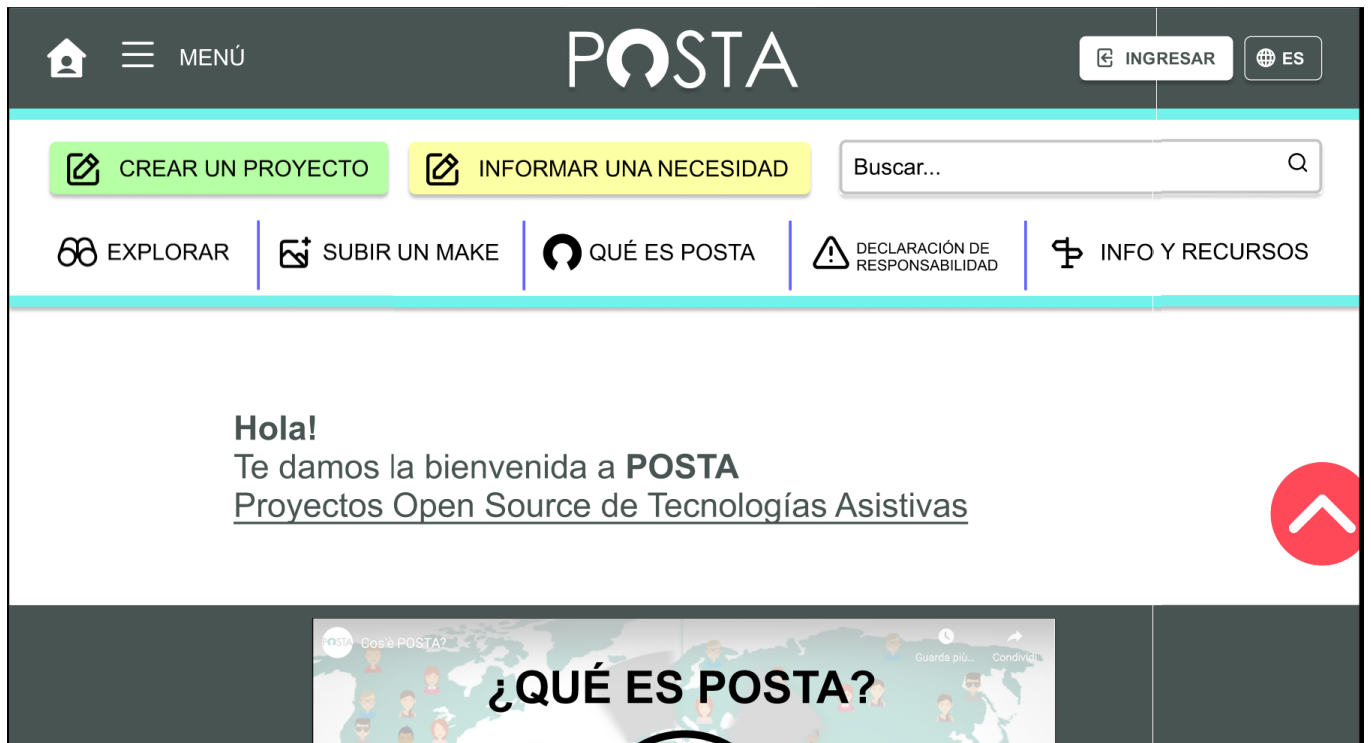 MENÚ
POSTA
INGRESAR
ES
CREAR UN PROYECTO
INFORMAR UNA NECESIDAD
Buscar...
EXPLORAR
SUBIR UN MAKE
QUÉ ES POSTA
DECLARACIÓN DE
RESPONSABILIDAD
INFO Y RECURSOS
Hola!
Te damos la bienvenida a POSTA
Proyectos Open Source de Tecnologías Asistivas
POSTA
Cos'è POSTA?
Guarda più...
Condividi
¿QUÉ ES POSTA?